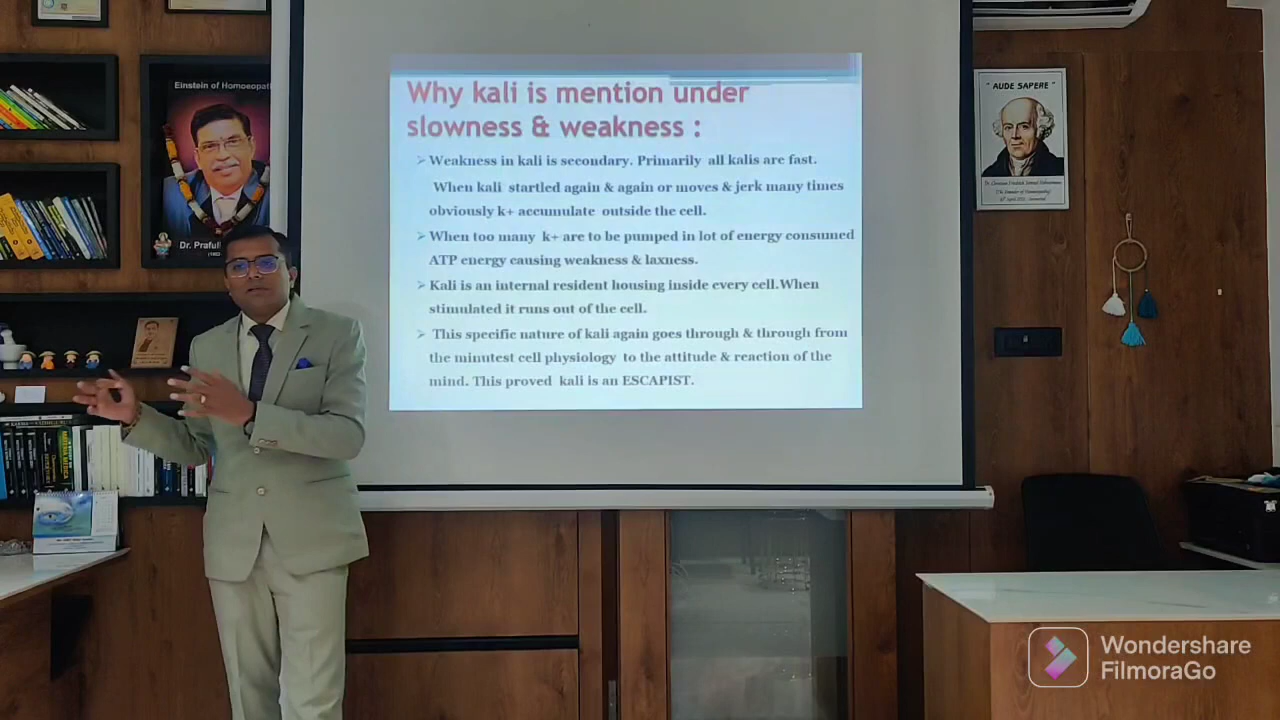 Einstein of Homoeopat
Dr. Praful
Why kali is mention under
slowness & weakness :
➢ Weakness in kali is secondary. Primarily all kalis are fast.
When kali startled again & again or moves & jerk many times
obviously k+ accumulate outside the cell.
➢ When too many k+ are to be pumped in lot of energy consumed
ATP energy causing weakness & laxness.
➢ Kali is an internal resident housing inside every cell.When
stimulated it runs out of the cell.
➢ This specific nature of kali again goes through & through from
the minutest cell physiology to the attitude & reaction of the
mind. This proved kali is an ESCAPIST.
" AUDE SAPERE "
Wondershare
FilmoraGo